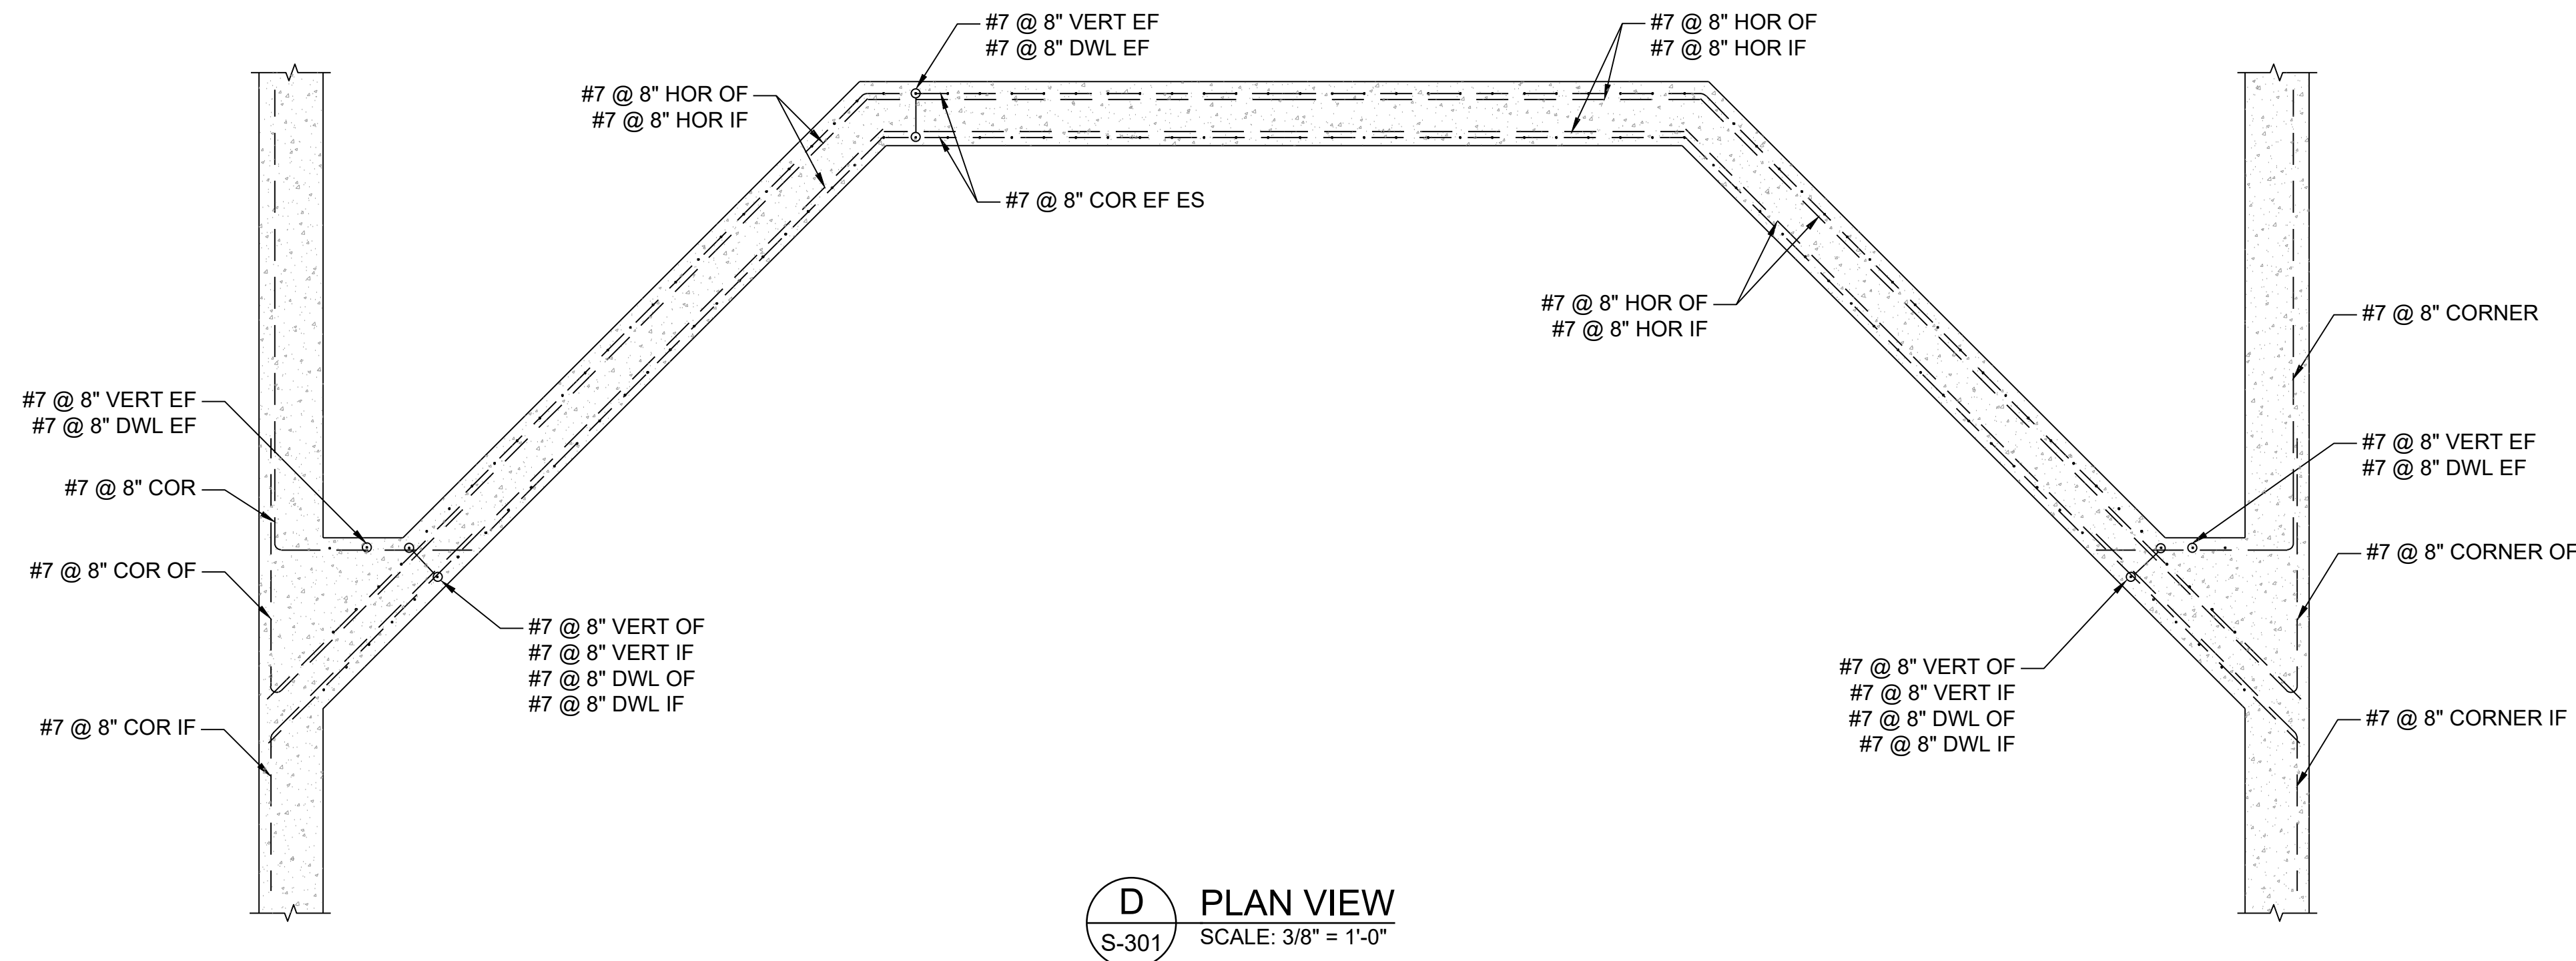 #7 @ 8" VERT EF
#7 @ 8" DWL EF
#7 @ 8" HOR OF
#7 @ 8" HOR IF
#7 @ 8" HOR OF
#7 @ 8" HOR IF
#7 @ 8" COR EF ES
#7 @ 8" HOR OF
#7 @ 8" HOR IF
#7 @ 8" CORNER
#7 @ 8" VERT EF
#7 @ 8" DWL EF
#7 @ 8" VERT EF
#7 @ 8" DWL EF
#7 @ 8" COR
#7 @ 8" COR OF
#7 @ 8" CORNER OF
#7 @ 8" VERT OF
#7 @ 8" VERT IF
#7 @ 8" DWL OF
#7 @ 8" DWL IF
#7 @ 8" VERT OF
#7 @ 8" VERT IF
#7 @ 8" DWL OF
#7 @ 8" DWL IF
#7 @ 8" COR IF
#7 @ 8" CORNER IF
D
S-301
PLAN VIEW
SCALE: 3/8" = 1'-0"